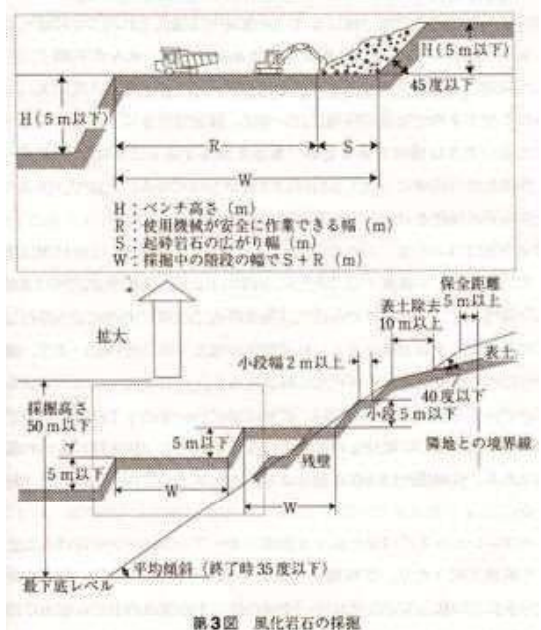 H(5m以下)
H(5m以下)
45度以下
R
S
W
H:ベンチ高さ(m)
R:使用機械が安全に作業できる幅(m)
S:起砕岩石の広がり幅(m)
W:採掘中の階段の幅でS+R(m)
拡大
保全距離
5m以上
表土除去
10m以上
小段幅2m以上
表土
採掘高さ
50m以下
40度以下
小段5m以下
隣地との境界線
5m以下
残壁
5m以下
W
W
平均傾斜(終了時35度以下)
最下底レベル
第3図 風化岩石の採掘